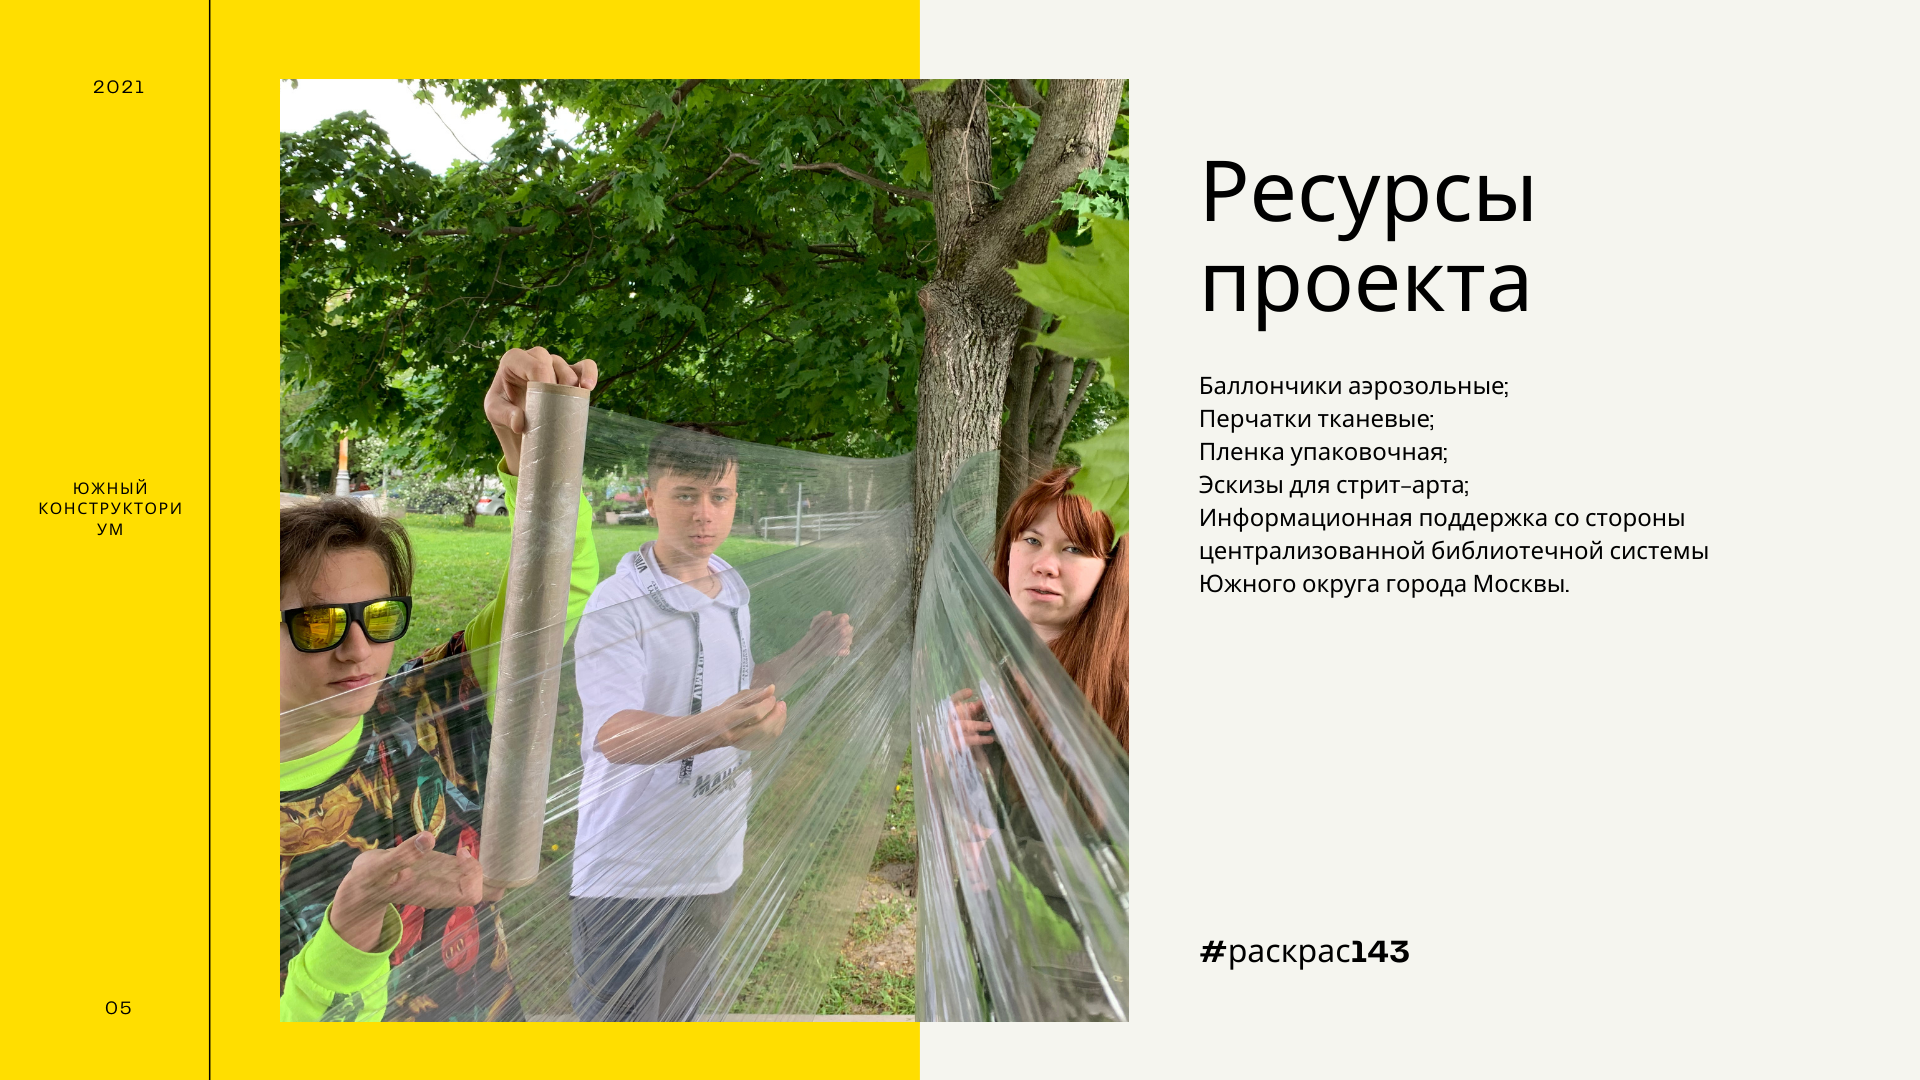 2021
ЮЖНЫЙ
КОНСТРУКТОРИ
УМ
05
Ресурсы
проекта
Баллончики аэрозольные;
Перчатки тканевые;
Пленка упаковочная;
Эскизы для стрит-арта;
Информационная поддержка со стороны
централизованной библиотечной системы
Южного округа города Москвы.
#раскрас143